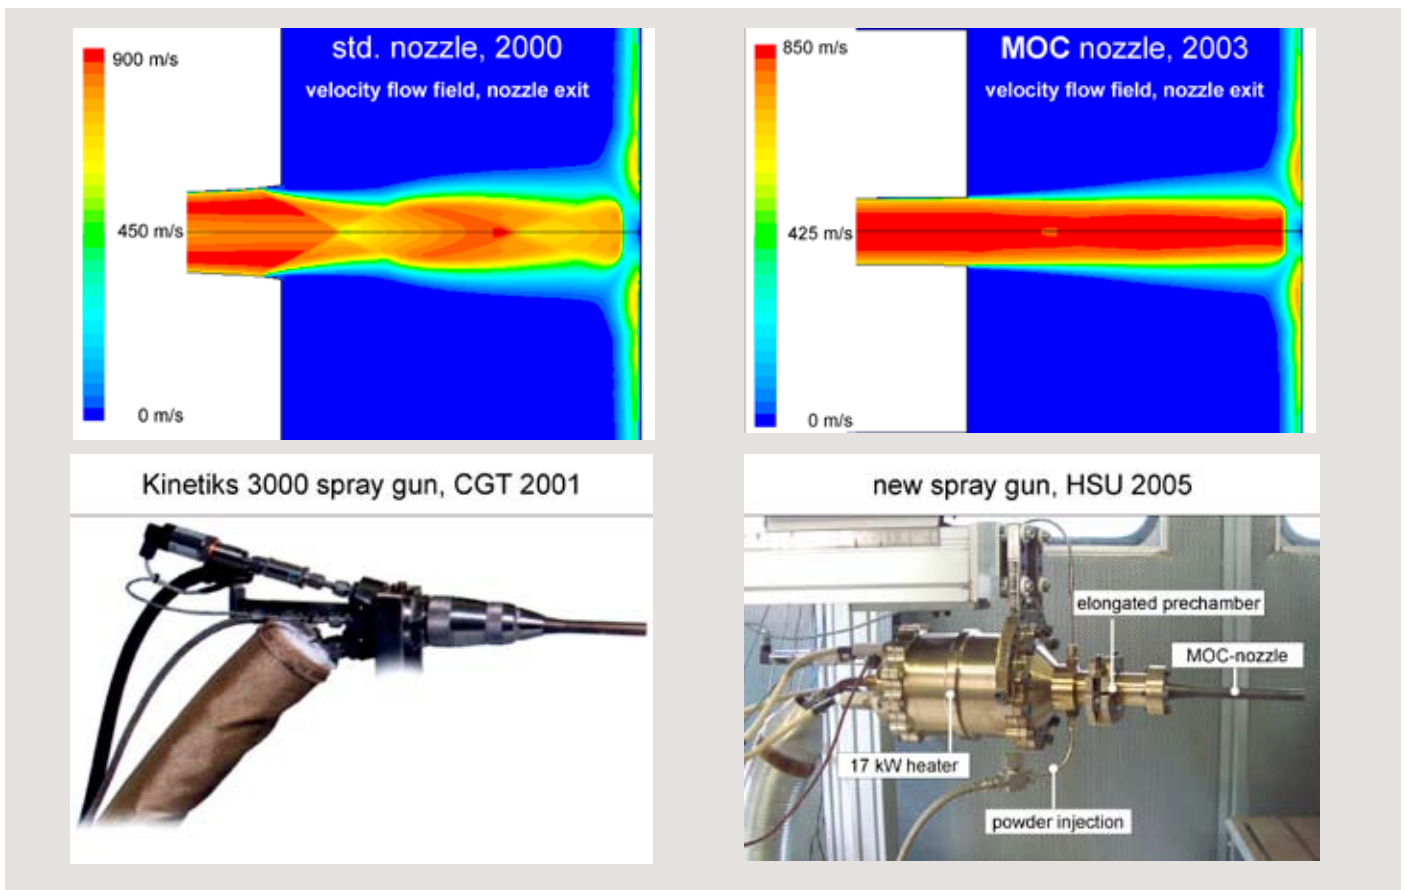 std. nozzle, 2000
velocity flow field, nozzle exit
900 m/s
450 m/s
0 m/s
MOC nozzle, 2003
velocity flow field, nozzle exit
850 m/s
425 m/s
0 m/s
Kinetiks 3000 spray gun, CGT 2001
new spray gun, HSU 2005
elongated prechamber
MOC-nozzle
17 kW heater
powder injection